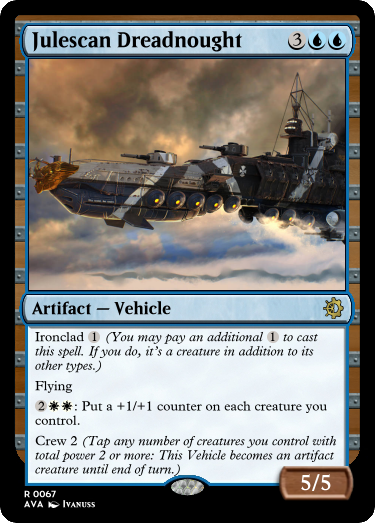 Julescan Dreadnought 3
Artifact — Vehicle
Ironclad 1 (You may pay an additional 1 to cast
this spell. If you do, it's a creature in addition to its
other types.)
Flying
2: Put a +1/+1 counter on each creature you
control.
Crew 2 (Tap any number of creatures you control with
total power 2 or more: This Vehicle becomes an artifact
creature until end of turn.)
5/5
R 0067
AVA Ivanuss